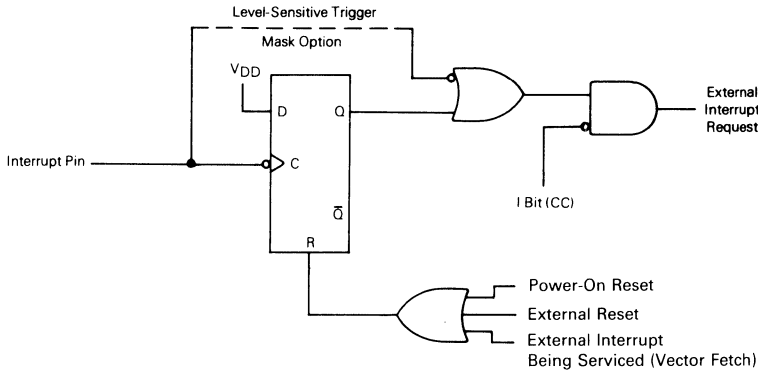 Level-Sensitive Trigger
Mask Option
VDD
D
Q
External
Interrupt
Request
Interrupt Pin
C
I Bit (CC)
Q̅
R
Power-On Reset
External Reset
External Interrupt
Being Serviced (Vector Fetch)